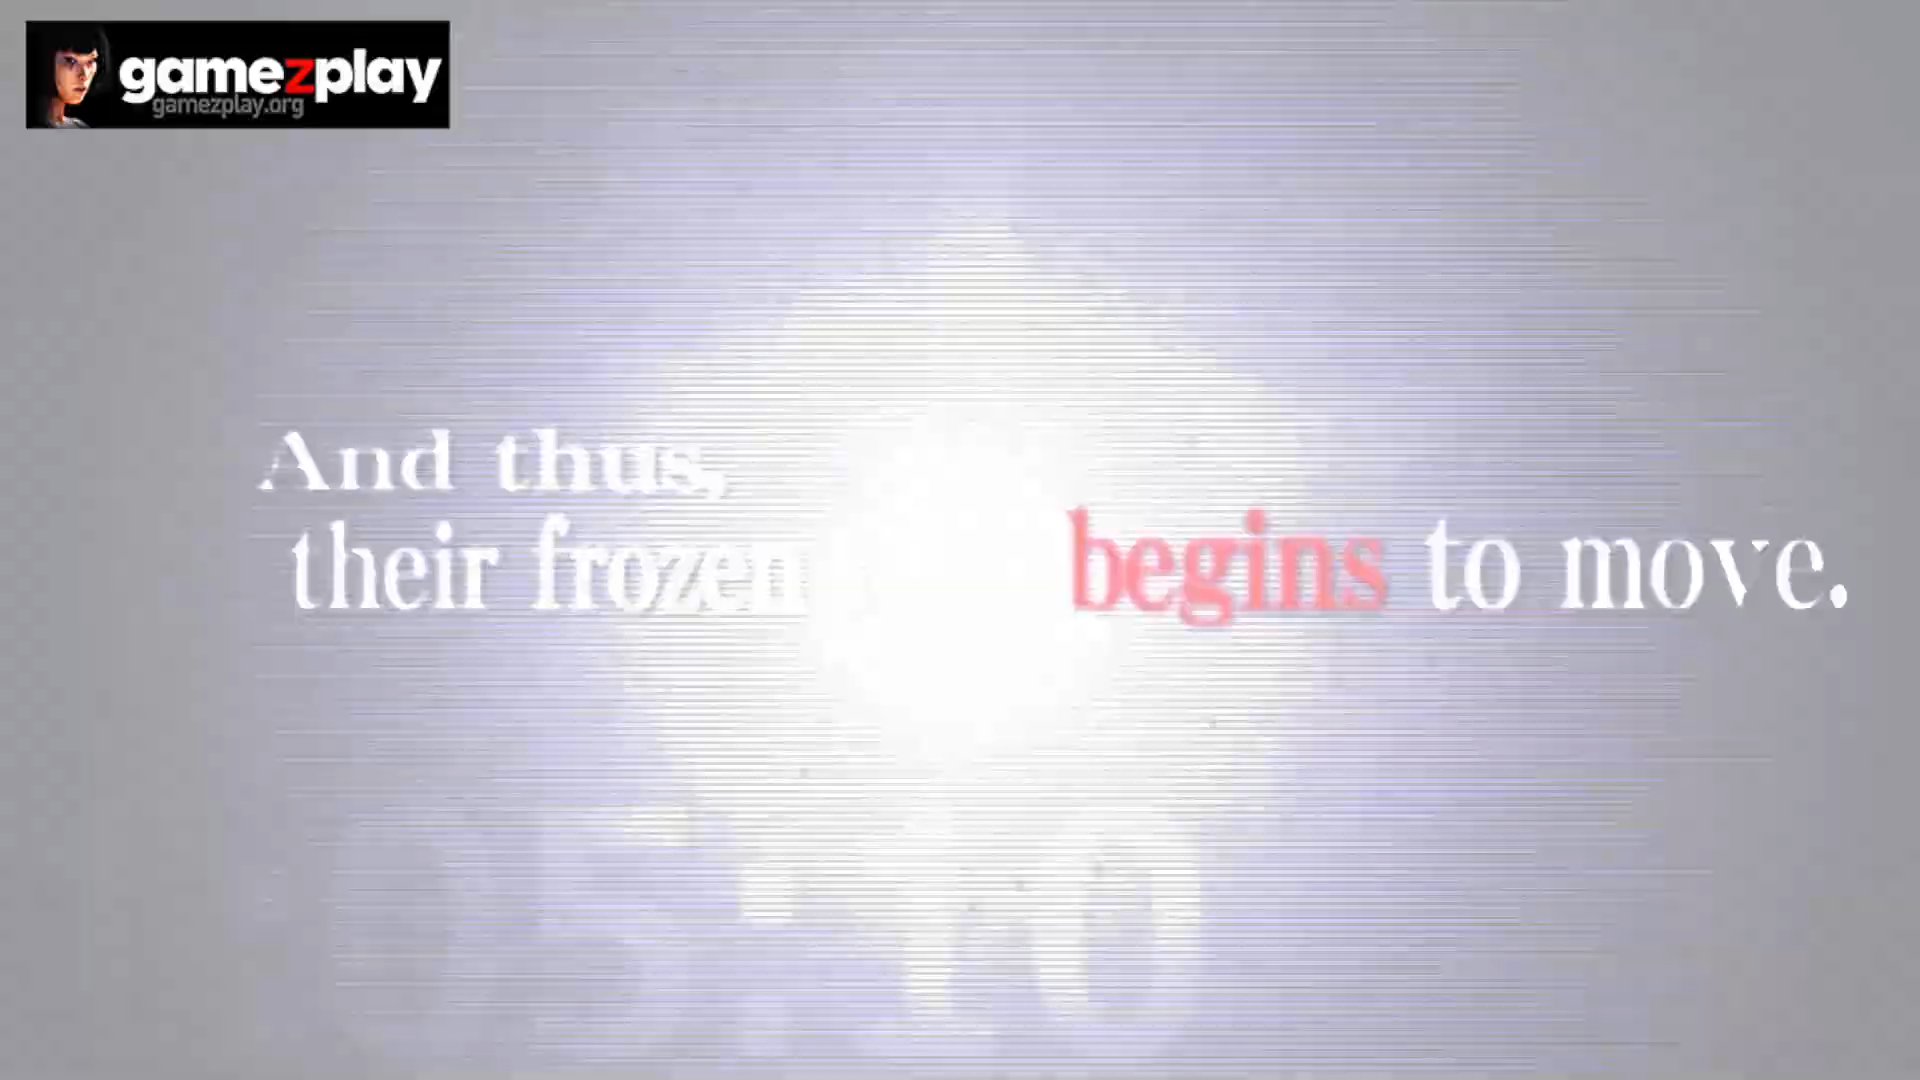 gamezplay
gamezplay.org
And thus,
their frozen begins to move.